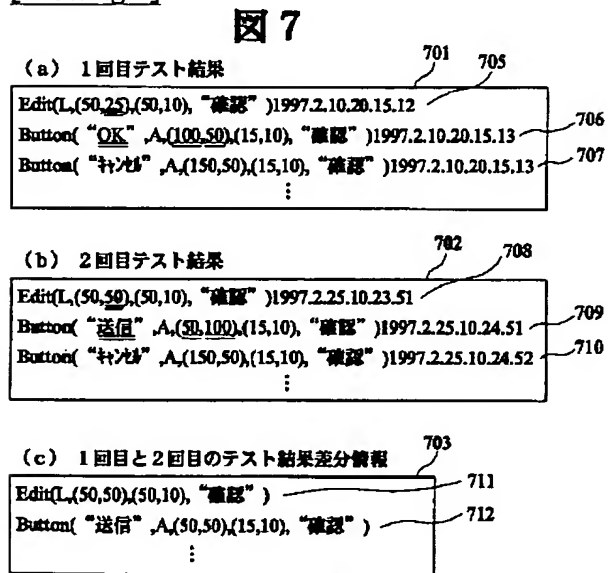 図7
(a) 1回目テスト結果
701
705
Edit(L,(50,25),(50,10), “確認” )1997.2.10.20.15.12
Button( “OK” ,A,(100,50),(15,10), “確認” )1997.2.10.20.15.13
706
Button( “キャンセル” ,A,(150,50),(15,10), “確認” )1997.2.10.20.15.13
707
⋮
(b) 2回目テスト結果
702
708
Edit(L,(50,50),(50,10), “確認” )1997.2.25.10.23.51
Button( “送信” ,A,(50,100),(15,10), “確認” )1997.2.25.10.24.51
709
Button( “キャンセル” ,A,(150,50),(15,10), “確認” )1997.2.25.10.24.52
710
⋮
(c) 1回目と2回目のテスト結果差分情報
703
Edit(L,(50,50),(50,10), “確認” )
711
Button( “送信” ,A,(50,50),(15,10), “確認” )
712
⋮